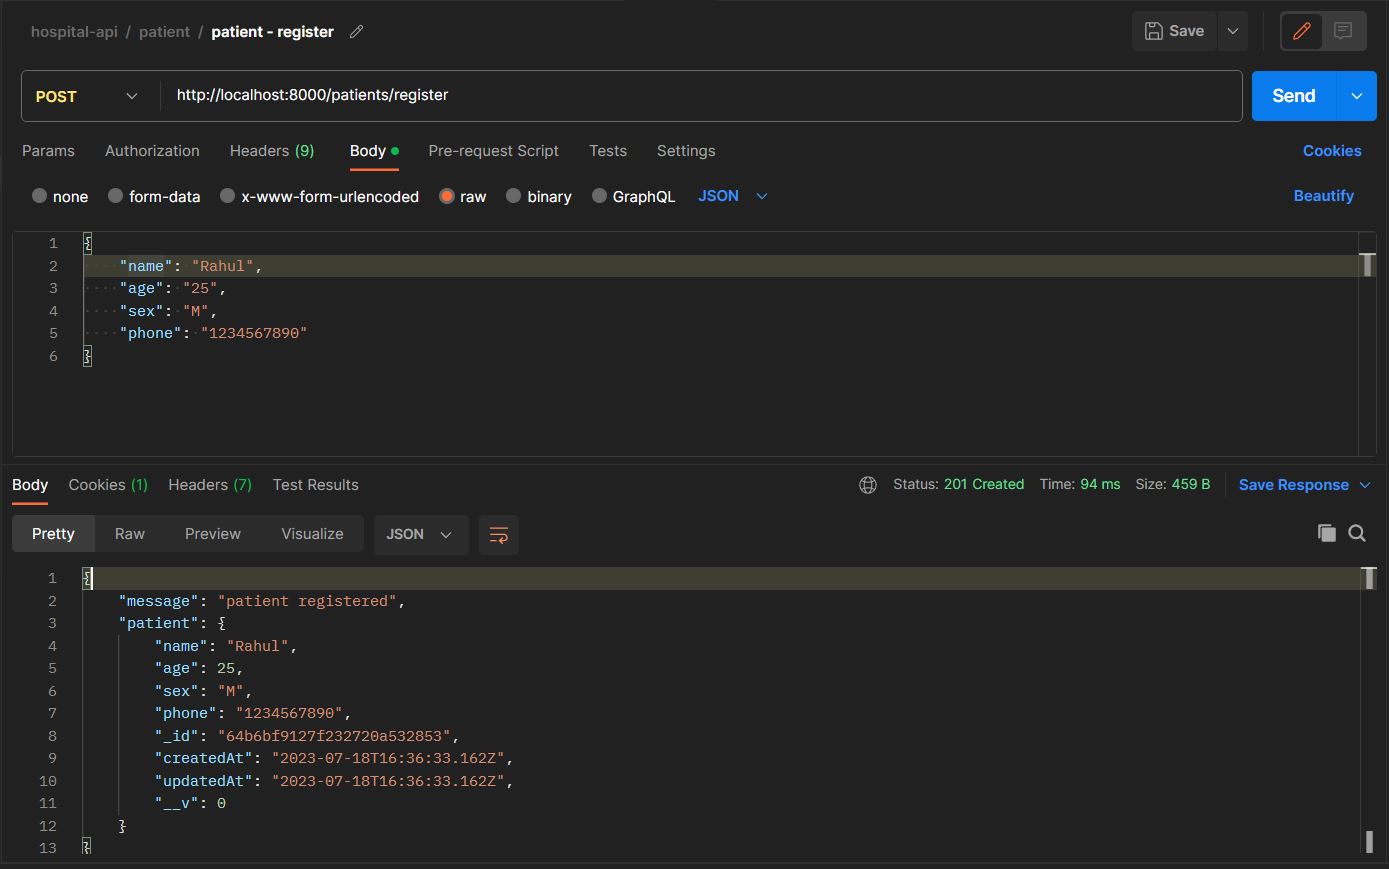 hospital-api / patient / patient - register
Save
POST
http://localhost:8000/patients/register
Send
Params Authorization Headers (9) Body Pre-request Script Tests Settings Cookies
none form-data x-www-form-urlencoded raw binary GraphQL JSON Beautify
1 {
2 "name": "Rahul",
3 "age": "25",
4 "sex": "M",
5 "phone": "1234567890"
6 }
Body Cookies (1) Headers (7) Test Results Status: 201 Created Time: 94 ms Size: 459 B Save Response
Pretty Raw Preview Visualize JSON
1 {
2 "message": "patient registered",
3 "patient": {
4 "name": "Rahul",
5 "age": 25,
6 "sex": "M",
7 "phone": "1234567890",
8 "_id": "64b6bf9127f232720a532853",
9 "createdAt": "2023-07-18T16:36:33.162Z",
10 "updatedAt": "2023-07-18T16:36:33.162Z",
11 "__v": 0
12 }
13 }